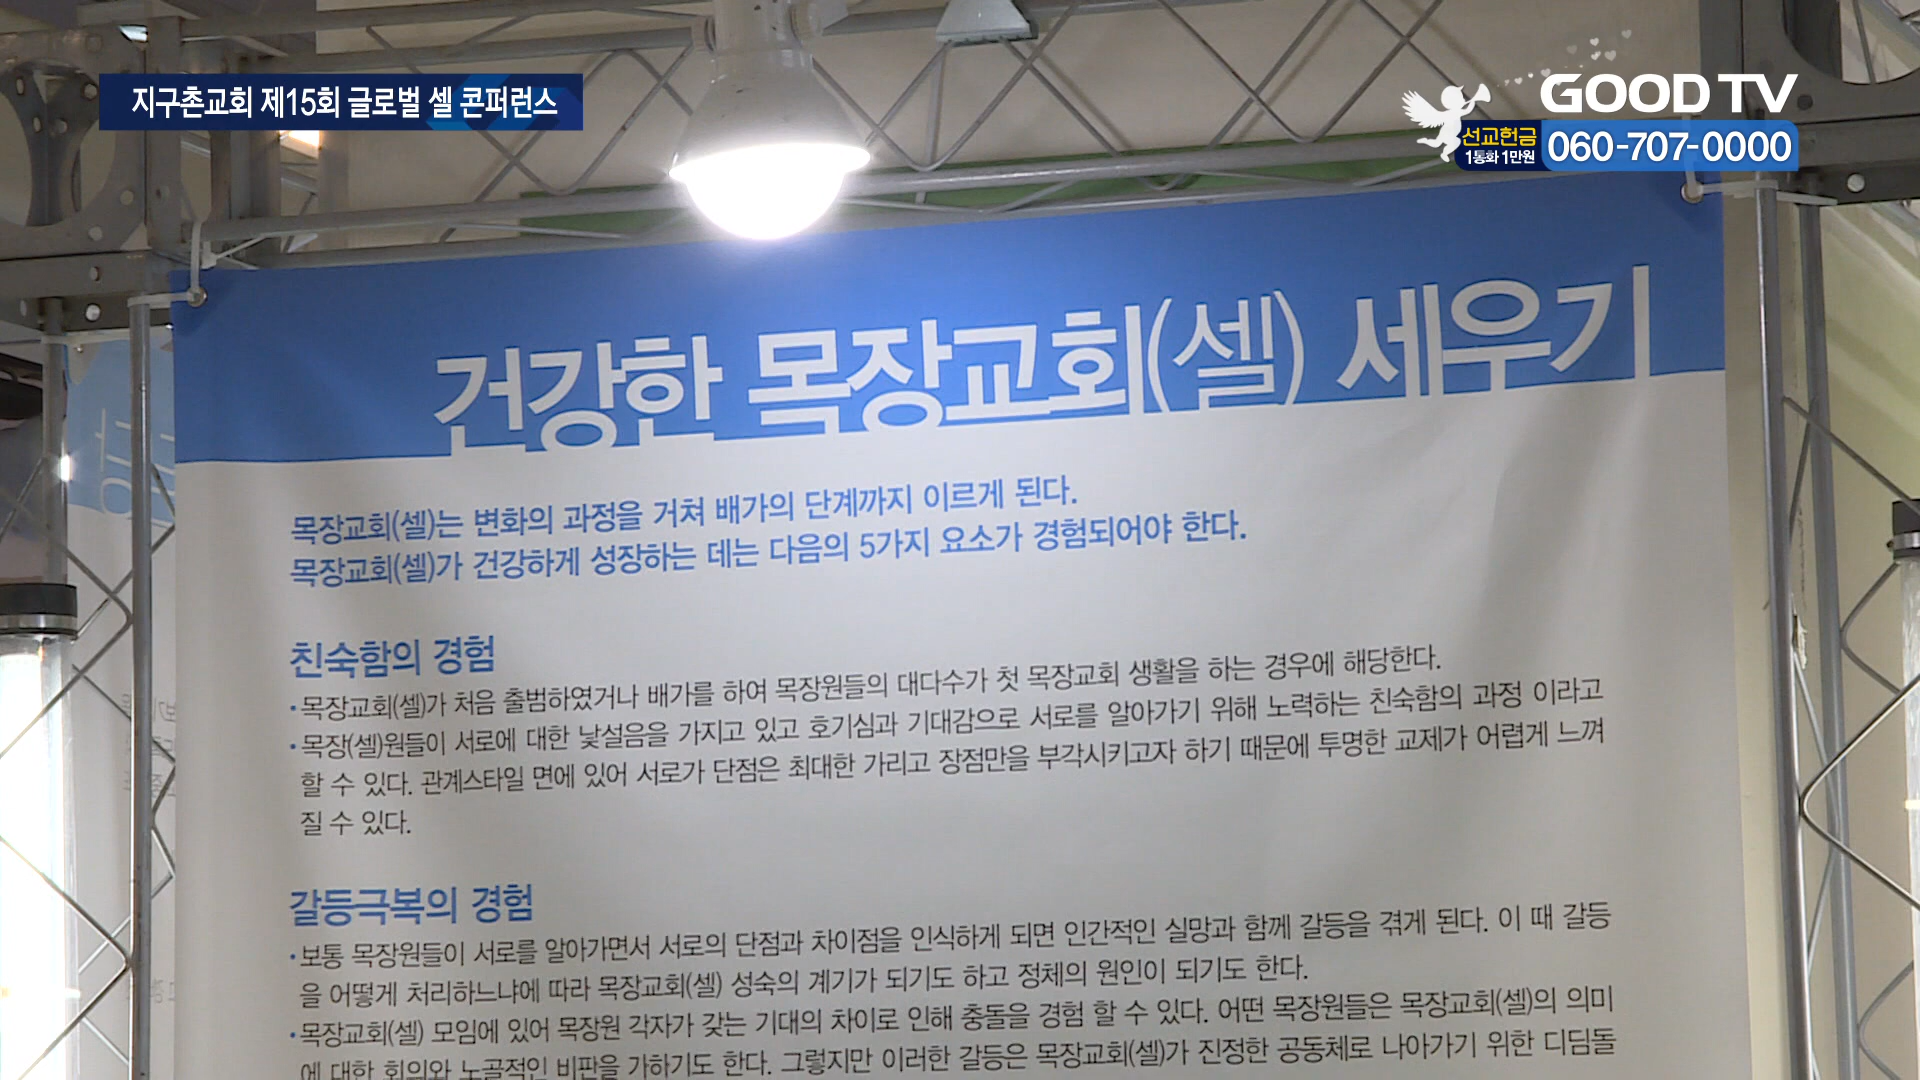 지구촌교회 제15회 글로벌 셀 콘퍼런스
GOODTV
선교헌금
1통화 1만원
060-707-0000
건강한 목장교회(셀) 세우기
목장교회(셀)는 변화의 과정을 거쳐 배가의 단계까지 이르게 된다.
목장교회(셀)가 건강하게 성장하는 데는 다음의 5가지 요소가 경험되어야 한다.
친숙함의 경험
·목장교회(셀)가 처음 출범하였거나 배가를 하여 목장원들의 대다수가 첫 목장교회 생활을 하는 경우에 해당한다.
·목장(셀)원들이 서로에 대한 낯설음을 가지고 있고 호기심과 기대감으로 서로를 알아가기 위해 노력하는 친숙함의 과정 이라고
할 수 있다. 관계스타일 면에 있어 서로가 단점은 최대한 가리고 장점만을 부각시키고자 하기 때문에 투명한 교제가 어렵게 느껴
질 수 있다.
갈등극복의 경험
·보통 목장원들이 서로를 알아가면서 서로의 단점과 차이점을 인식하게 되면 인간적인 실망과 함께 갈등을 겪게 된다. 이 때 갈등
을 어떻게 처리하느냐에 따라 목장교회(셀) 성숙의 계기가 되기도 하고 정체의 원인이 되기도 한다.
·목장교회(셀) 모임에 있어 목장원 각자가 갖는 기대의 차이로 인해 충돌을 경험 할 수 있다. 어떤 목장원들은 목장교회(셀)의 의미
에 대한 회의와 노골적인 비판을 가하기도 한다. 그렇지만 이러한 갈등은 목장교회(셀)가 진정한 공동체로 나아가기 위한 디딤돌